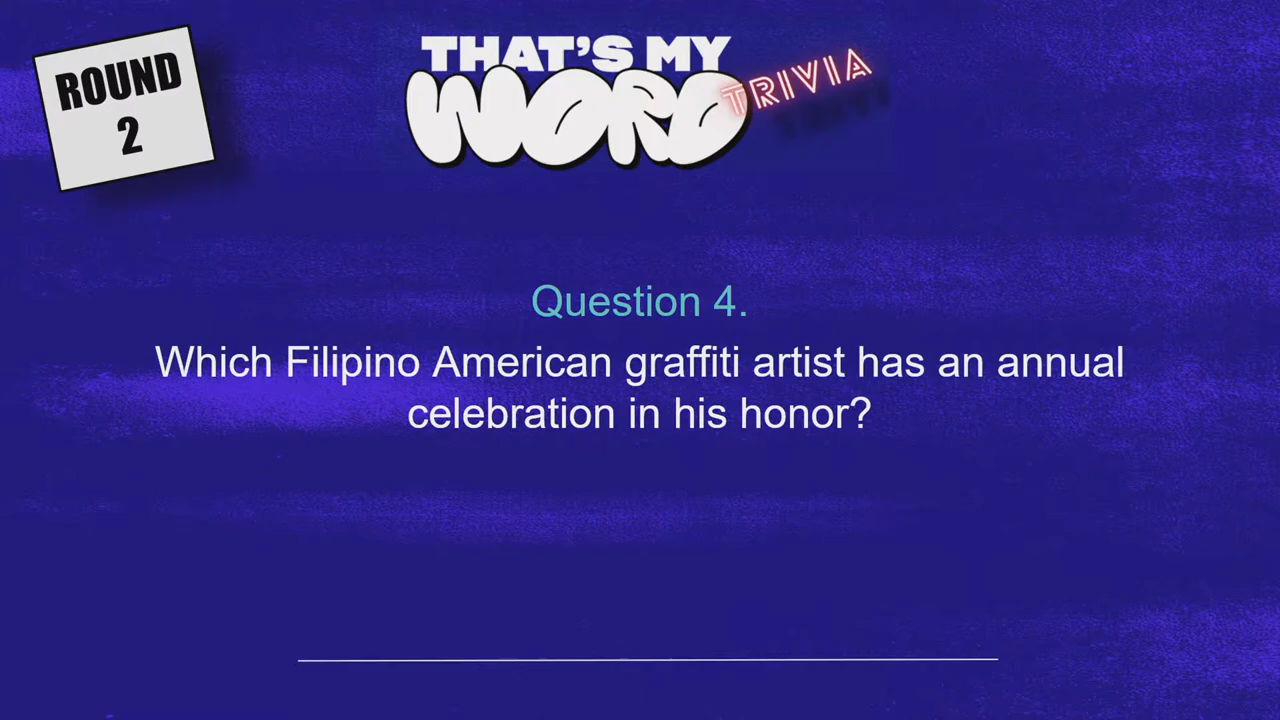 ROUND
2
THAT'S MY
WORD
TRIVIA
Question 4.
Which Filipino American graffiti artist has an annual
celebration in his honor?